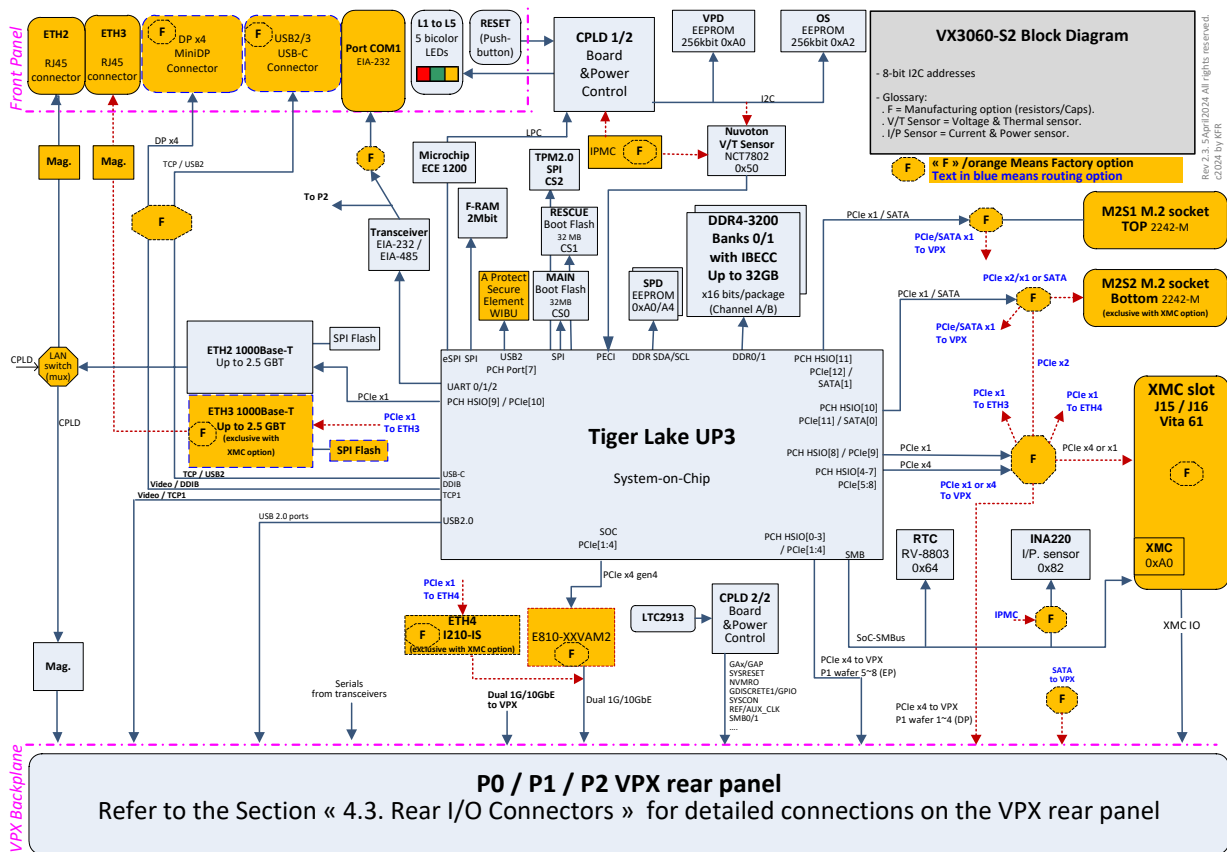 Front Panel
ETH2
RJ45
connector
ETH3
RJ45
connector
F
DP x4
MiniDP
Connector
F
USB2/3
USB-C
Connector
Port COM1
EIA-232
L1 to L5
5 bicolor
LEDs
RESET
(Push-
button)
CPLD 1/2
Board
&Power
Control
VPD
EEPROM
256kbit 0xA0
OS
EEPROM
256kbit 0xA2
VX3060-S2 Block Diagram
- 8-bit I2C addresses
- Glossary:
. F = Manufacturing option (resistors/Caps).
. V/T Sensor = Voltage & Thermal sensor.
. I/P Sensor = Current & Power sensor.
F
« F » /orange Means Factory option
Text in blue means routing option
Rev 2.3. 5April2024 All rights reserved.
c2024 by KFR
I2C
LPC
DP x4
TCP / USB2
Mag.
Mag.
F
F
To P2
Transceiver
EIA-232 /
EIA-485
Microchip
ECE 1200
F-RAM
2Mbit
TPM2.0
SPI
CS2
RESCUE
Boot Flash
32 MB
CS1
MAIN
Boot Flash
32MB
CS0
A Protect
Secure
Element
WIBU
IPMC
F
Nuvoton
V/T Sensor
NCT7802
0x50
SPD
EEPROM
0xA0/A4
DDR4-3200
Banks 0/1
with IBECC
Up to 32GB
x16 bits/package
(Channel A/B)
PCIe x1 / SATA
F
PCIe/SATA x1
To VPX
M2S1 M.2 socket
TOP 2242-M
PCIe x2/x1 or SATA
PCIe x1 / SATA
F
PCIe/SATA x1
To VPX
M2S2 M.2 socket
Bottom 2242-M
(exclusive with XMC option)
PCIe x2
CPLD
LAN
switch
(mux)
CPLD
ETH2 1000Base-T
Up to 2.5 GBT
SPI Flash
PCIe x1
ETH3 1000Base-T
Up to 2.5 GBT
F
(exclusive with
XMC option)
SPI Flash
PCIe x1
To ETH3
TCP / USB2
Video / DDIB
Video / TCP1
USB 2.0 ports
eSPI
SPI
USB2
PCH Port[7]
SPI
PECI
DDR SDA/SCL
DDR0/1
PCH HSIO[11]
PCIe[12] /
SATA[1]
UART 0/1/2
PCH HSIO[9] / PCIe[10]
PCH HSIO[10]
PCIe[11] / SATA[0]
Tiger Lake UP3
System-on-Chip
PCH HSIO[8] / PCIe[9]
PCH HSIO[4-7]
PCIe[5:8]
USB-C
DDIB
TCP1
USB2.0
SOC
PCIe[1:4]
PCH HSIO[0-3]
/ PCIe[1:4]
SMB
PCIe x1
PCIe x4
PCIe x1
To ETH3
PCIe x1
To ETH4
F
PCIe x4 or x1
PCIe x1 or x4
To VPX
XMC slot
J15 / J16
Vita 61
F
XMC
0xA0
XMC IO
PCIe x4 gen4
PCIe x1
To ETH4
ETH4
I210-IS
F
(exclusive with XMC option)
E810-XXVAM2
F
LTC2913
CPLD 2/2
Board
&Power
Control
RTC
RV-8803
0x64
INA220
I/P. sensor
0x82
IPMC
F
SoC-SMBus
SATA
to VPX
F
Mag.
Serials
from transceivers
Dual 1G/10GbE
to VPX
Dual 1G/10GbE
GAx/GAP
SYSRESET
NVMRO
GDISCRETE1/GPIO
SYSCON
REF/AUX_CLK
SMB0/1
....
PCIe x4 to VPX
P1 wafer 5~8 (EP)
PCIe x4 to VPX
P1 wafer 1~4 (DP)
VPX Backplane
P0 / P1 / P2 VPX rear panel
Refer to the Section « 4.3. Rear I/O Connectors » for detailed connections on the VPX rear panel